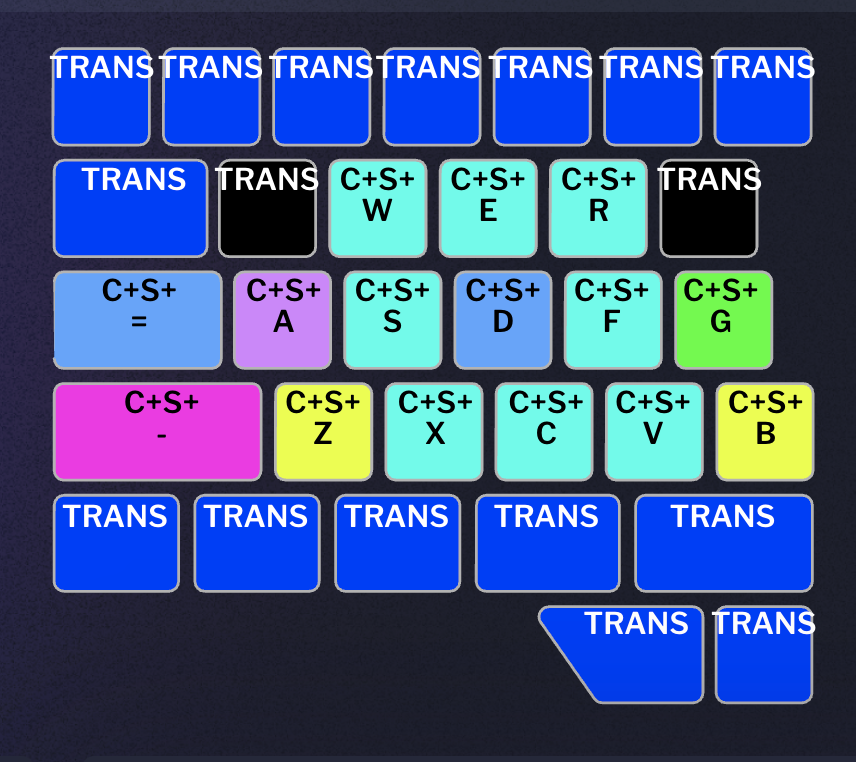 TRANS TRANS TRANS TRANS TRANS TRANS TRANS
TRANS TRANS C+S+ C+S+ C+S+ TRANS
W E R
C+S+ C+S+ C+S+ C+S+ C+S+ C+S+
= A S D F G
C+S+ C+S+ C+S+ C+S+ C+S+ C+S+
- Z X C V B
TRANS TRANS TRANS TRANS TRANS
TRANS TRANS